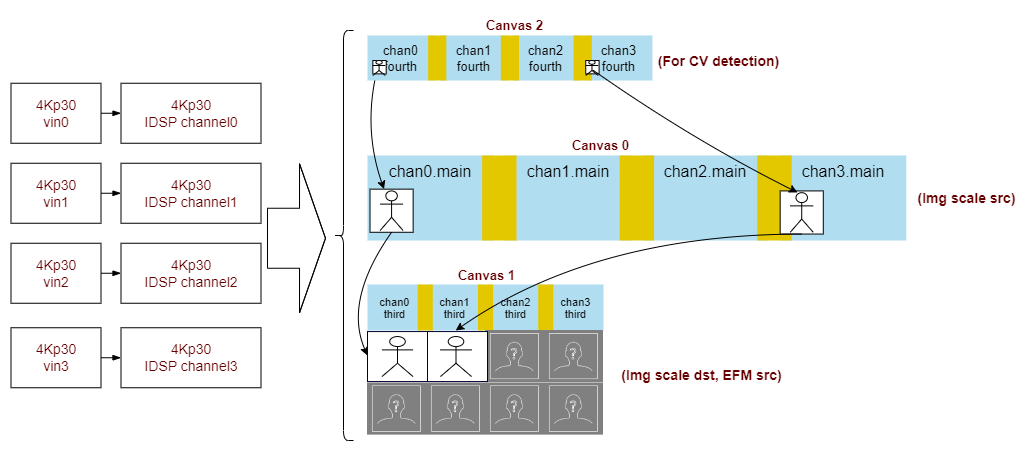 Canvas 2
chan0
fourth
chan1
fourth
chan2
fourth
chan3
fourth
(For CV detection)
4Kp30
vin0
4Kp30
IDSP channel0
4Kp30
vin1
4Kp30
IDSP channel1
4Kp30
vin2
4Kp30
IDSP channel2
4Kp30
vin3
4Kp30
IDSP channel3
Canvas 0
chan0.main
chan1.main
chan2.main
chan3.main
(Img scale src)
Canvas 1
chan0
third
chan1
third
chan2
third
chan3
third
?
?
?
?
?
?
(Img scale dst, EFM src)